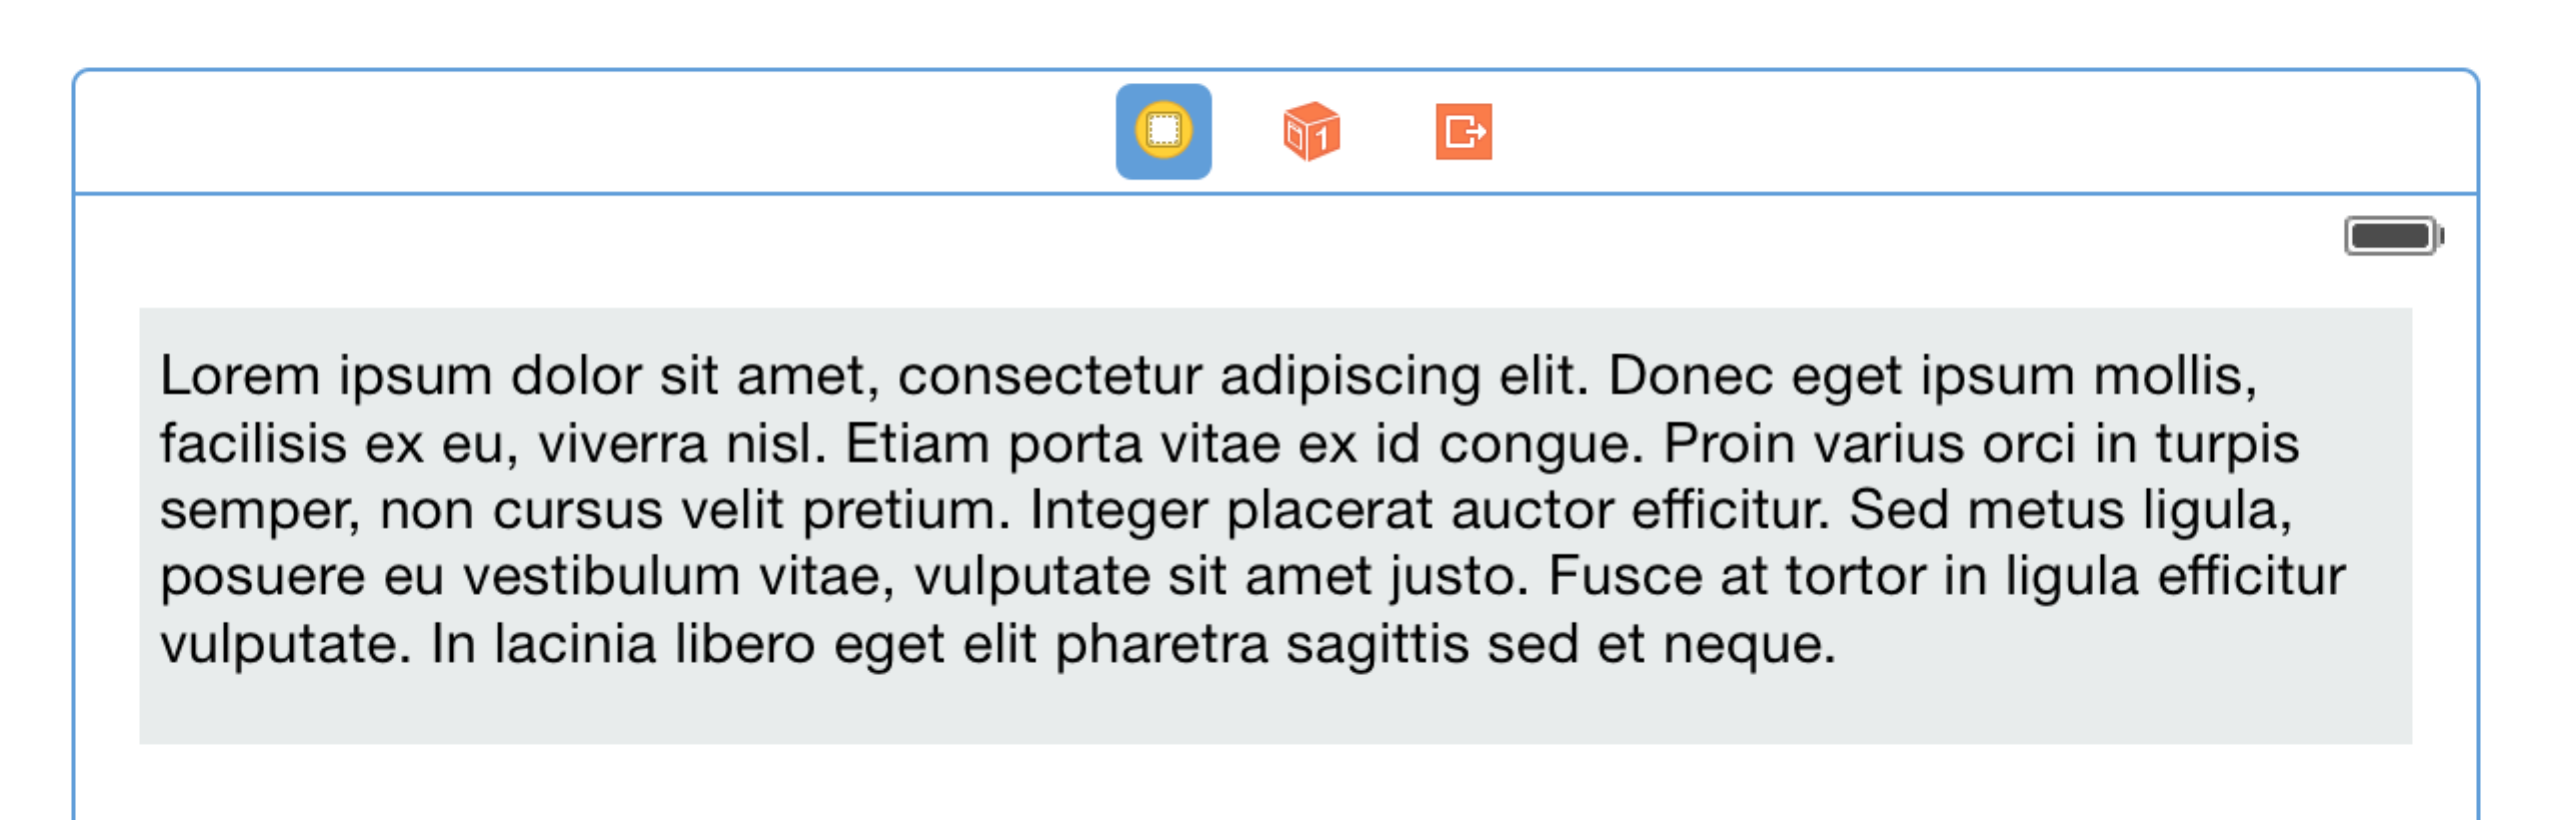 1
Lorem ipsum dolor sit amet, consectetur adipiscing elit. Donec eget ipsum mollis,
facilisis ex eu, viverra nisl. Etiam porta vitae ex id congue. Proin varius orci in turpis
semper, non cursus velit pretium. Integer placerat auctor efficitur. Sed metus ligula,
posuere eu vestibulum vitae, vulputate sit amet justo. Fusce at tortor in ligula efficitur
vulputate. In lacinia libero eget elit pharetra sagittis sed et neque.